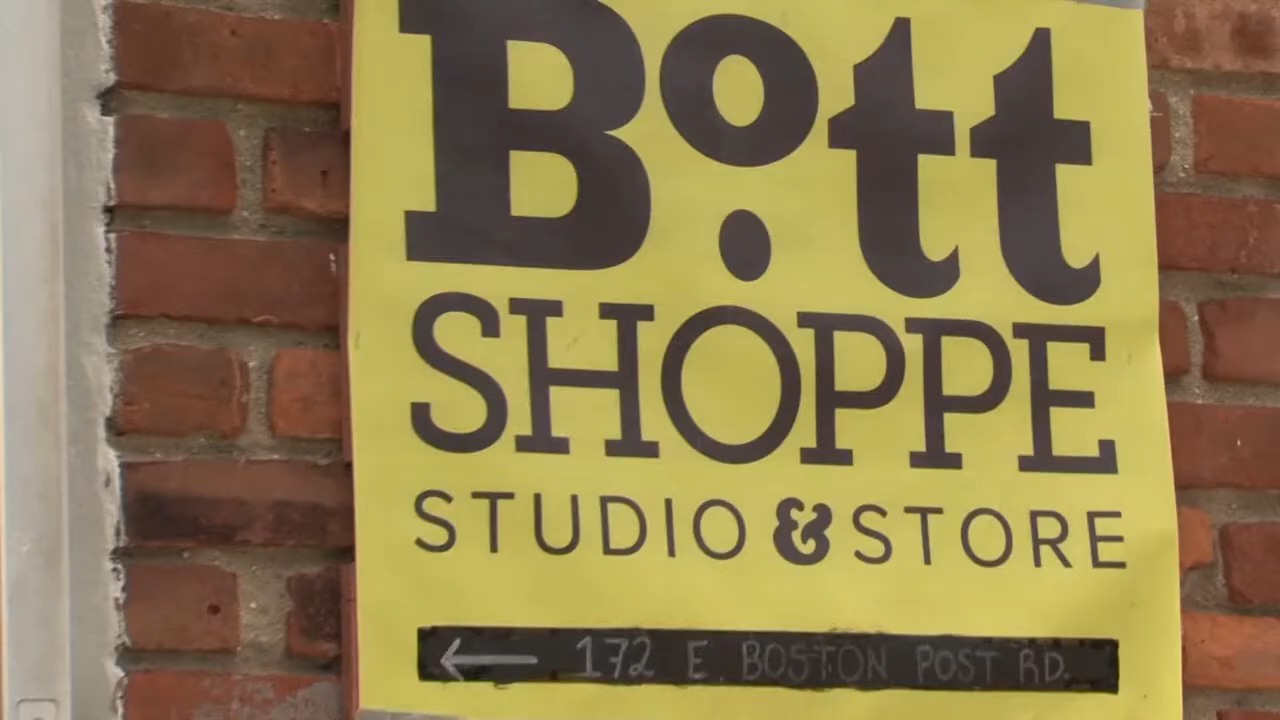 Bott
SHOPPE
STUDIO & STORE
← 172 E. BOSTON POST RD.